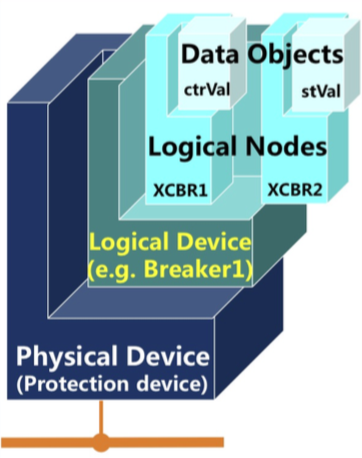 Data Objects
ctrVal
stVal
Logical Nodes
XCBR1
XCBR2
Logical Device
(e.g. Breaker1)
Physical Device
(Protection device)